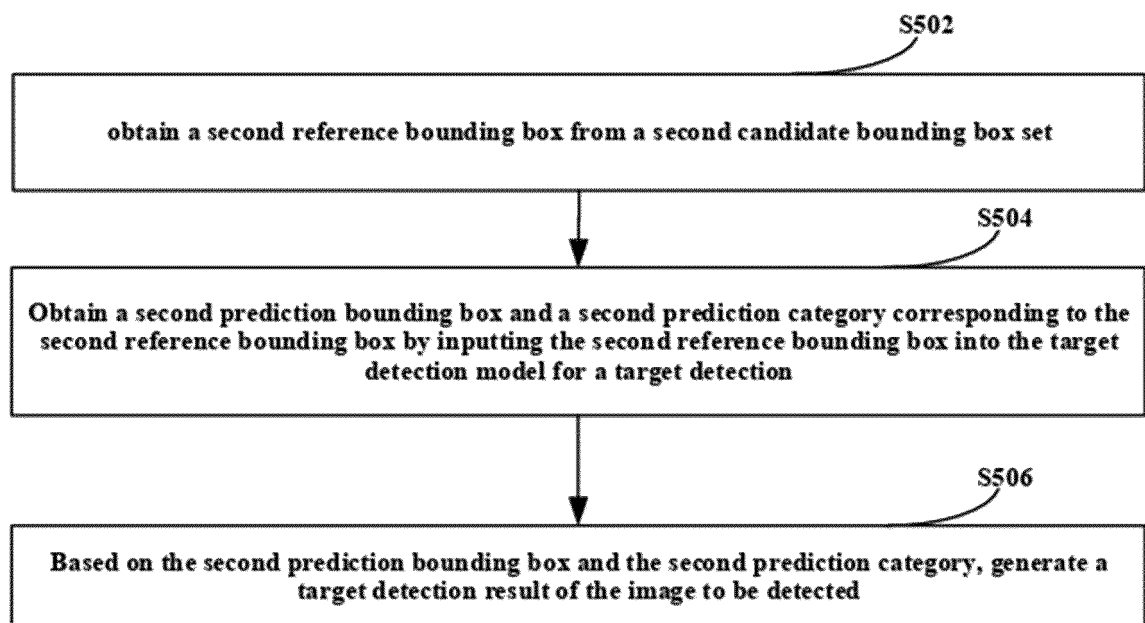 S502
obtain a second reference bounding box from a second candidate bounding box set
S504
Obtain a second prediction bounding box and a second prediction category corresponding to the
second reference bounding box by inputting the second reference bounding box into the target
detection model for a target detection
S506
Based on the second prediction bounding box and the second prediction category, generate a
target detection result of the image to be detected